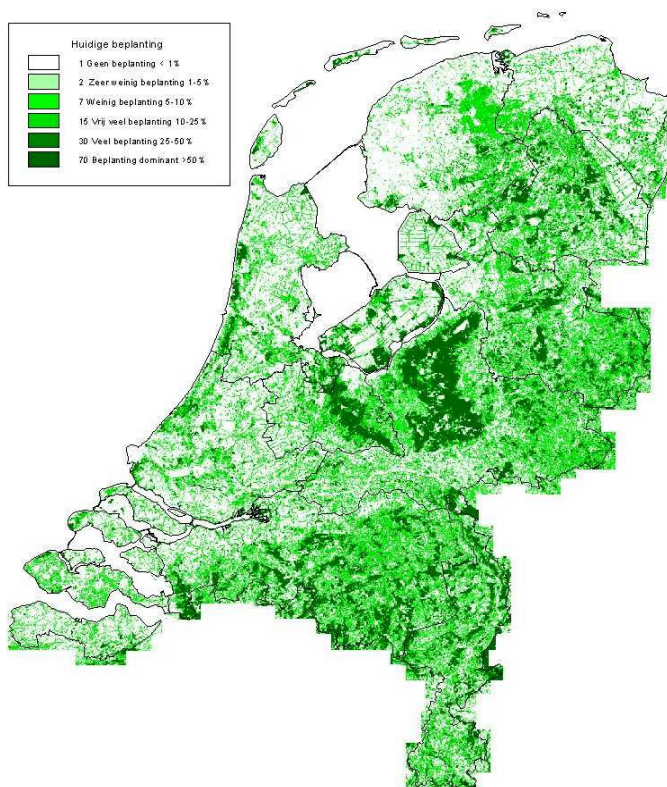 Huidige beplanting
1 Geen beplanting < 1%
2 Zeer weinig beplanting 1-5%
7 Weinig beplanting 5-10%
15 Vrij veel beplanting 10-25%
30 Veel beplanting 25-50%
70 Beplanting dominant >50%